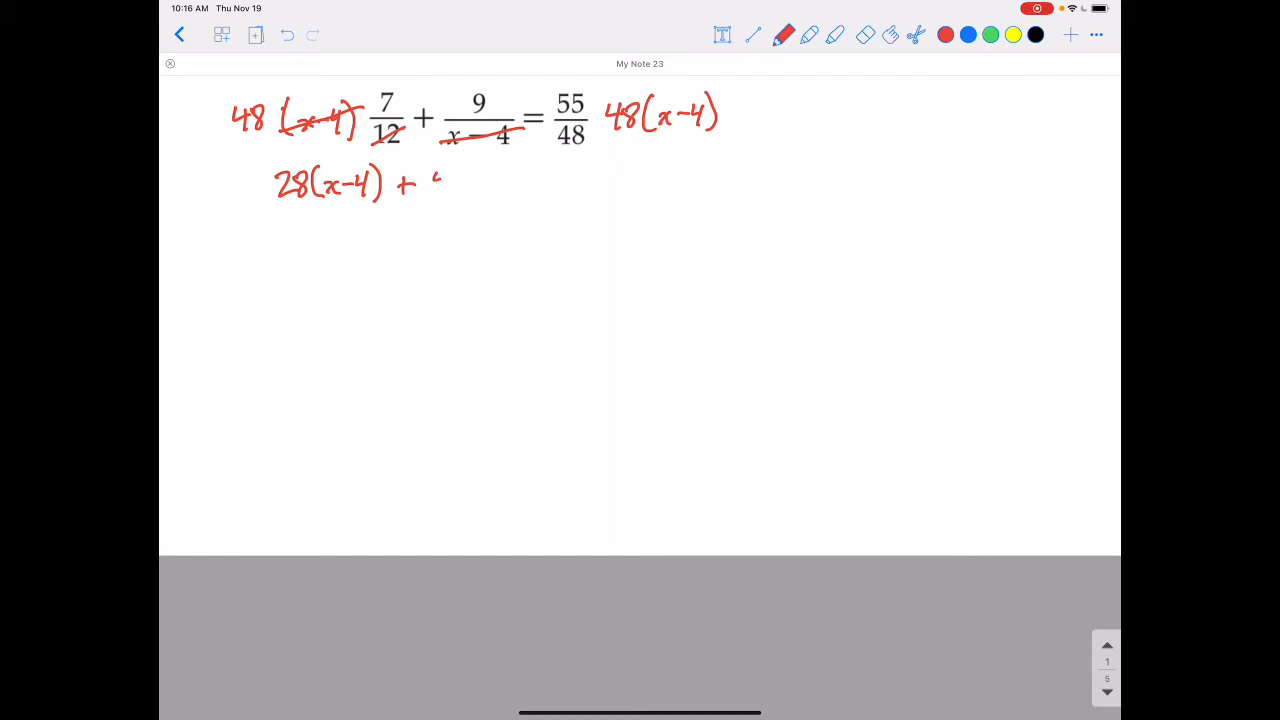 10:16 AM Thu Nov 19
T
My Note 23
48 (x-4) 7/12 + 9/(x − 4) = 55/48 48(x-4)
28(x-4) +
1
5